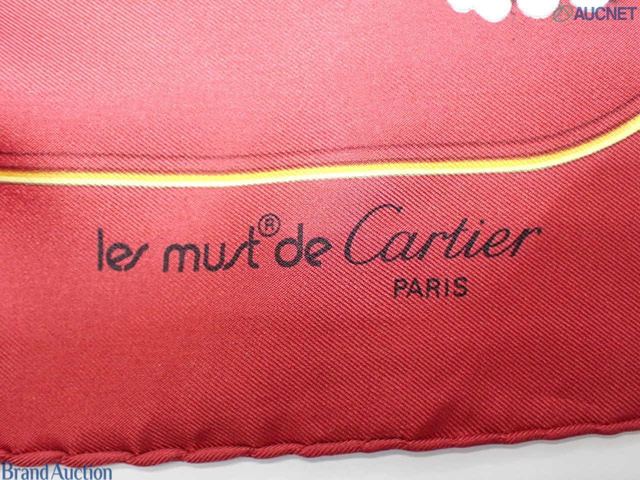 AUCNET
les must® de Cartier
PARIS
Brand Auction